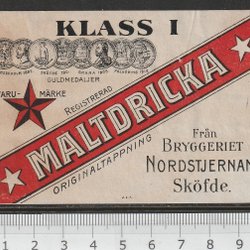 KLASS I
GULDMEDALJER
VARU- MÄRKE
REGISTRERAD
MALTDRICKA
ORIGINALTAPPNING
Från
BRYGGERIET
NORDSTJERNAN
Sköfde.